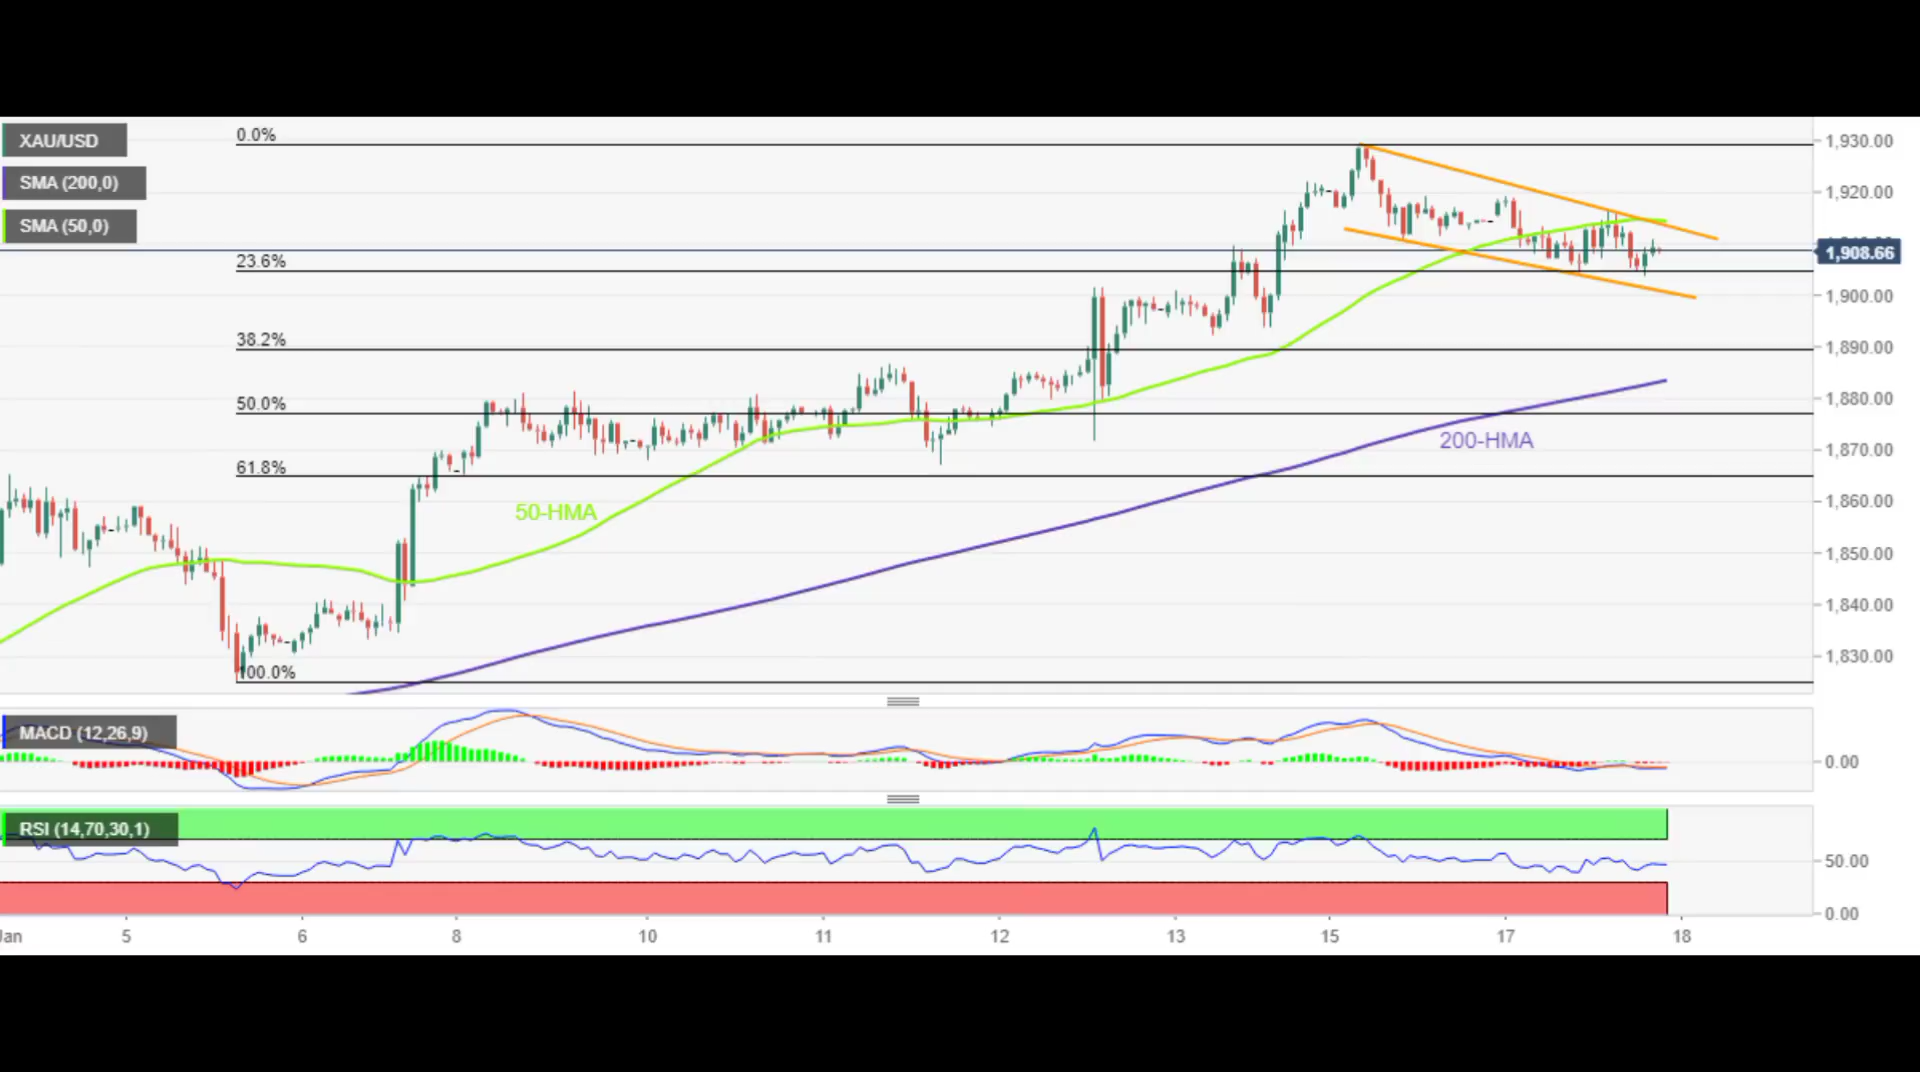 XAU/USD
SMA (200,0)
SMA (50,0)
0.0%
23.6%
38.2%
50.0%
61.8%
100.0%
50-HMA
200-HMA
1,930.00
1,920.00
1,908.66
1,900.00
1,890.00
1,880.00
1,870.00
1,860.00
1,850.00
1,840.00
1,830.00
MACD (12,26,9)
0.00
RSI (14,70,30,1)
50.00
0.00
Jan 5 6 8 10 11 12 13 15 17 18